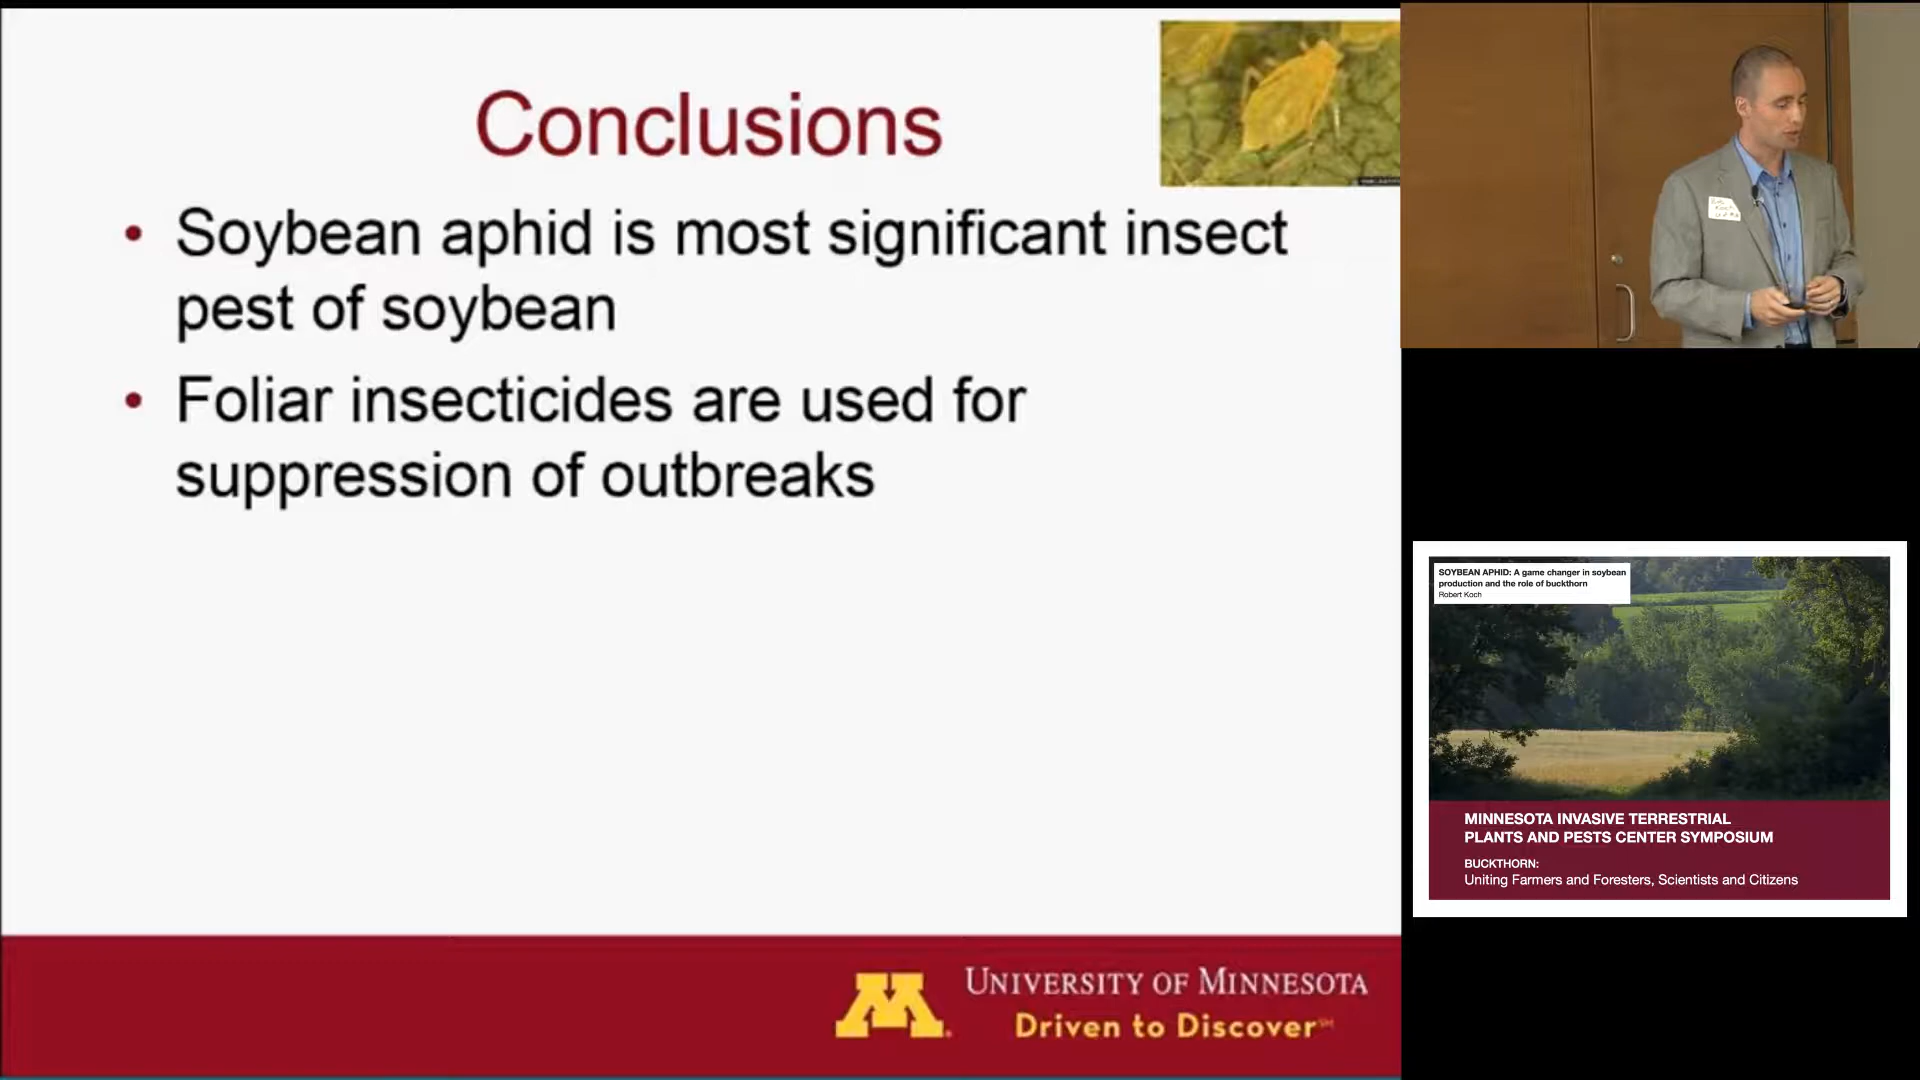 Conclusions
• Soybean aphid is most significant insect
pest of soybean
• Foliar insecticides are used for
suppression of outbreaks
UNIVERSITY OF MINNESOTA
Driven to Discover℠
SOYBEAN APHID: A game changer in soybean
production and the role of buckthorn
Robert Koch
MINNESOTA INVASIVE TERRESTRIAL
PLANTS AND PESTS CENTER SYMPOSIUM
BUCKTHORN:
Uniting Farmers and Foresters, Scientists and Citizens